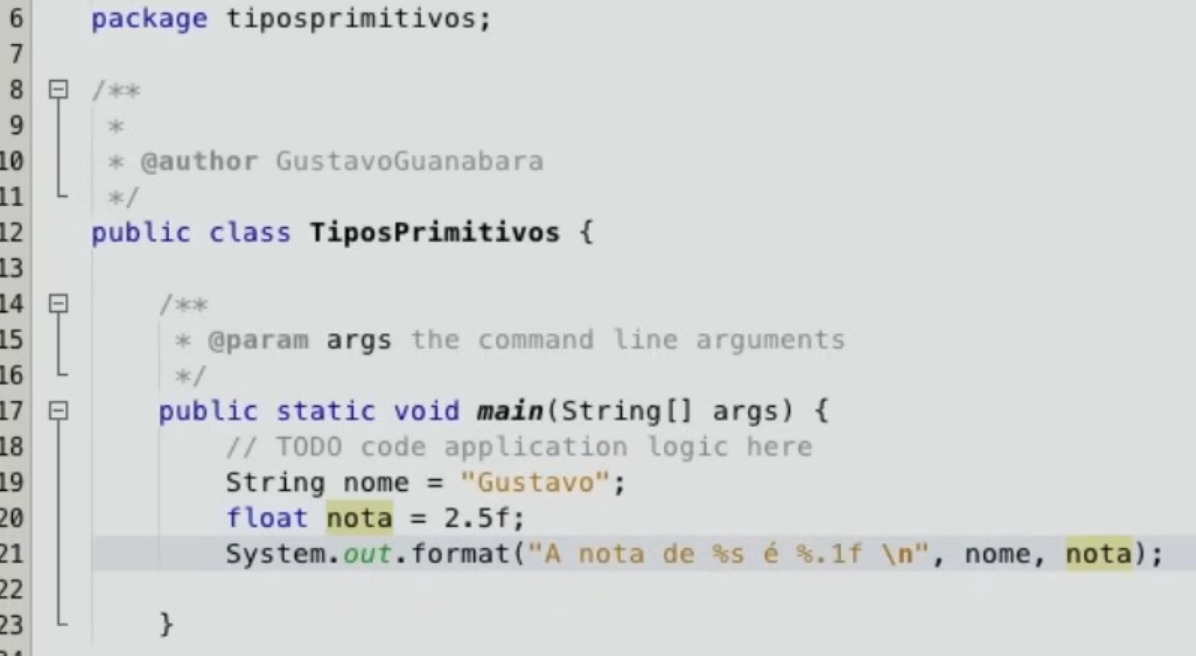 6 package tiposprimitivos;
7
8 /**
9 *
10 * @author GustavoGuanabara
11 */
12 public class TiposPrimitivos {
13
14 /**
15 * @param args the command line arguments
16 */
17 public static void main(String[] args) {
18 // TODO code application logic here
19 String nome = "Gustavo";
20 float nota = 2.5f;
21 System.out.format("A nota de %s é %.1f \n", nome, nota);
22
23 }